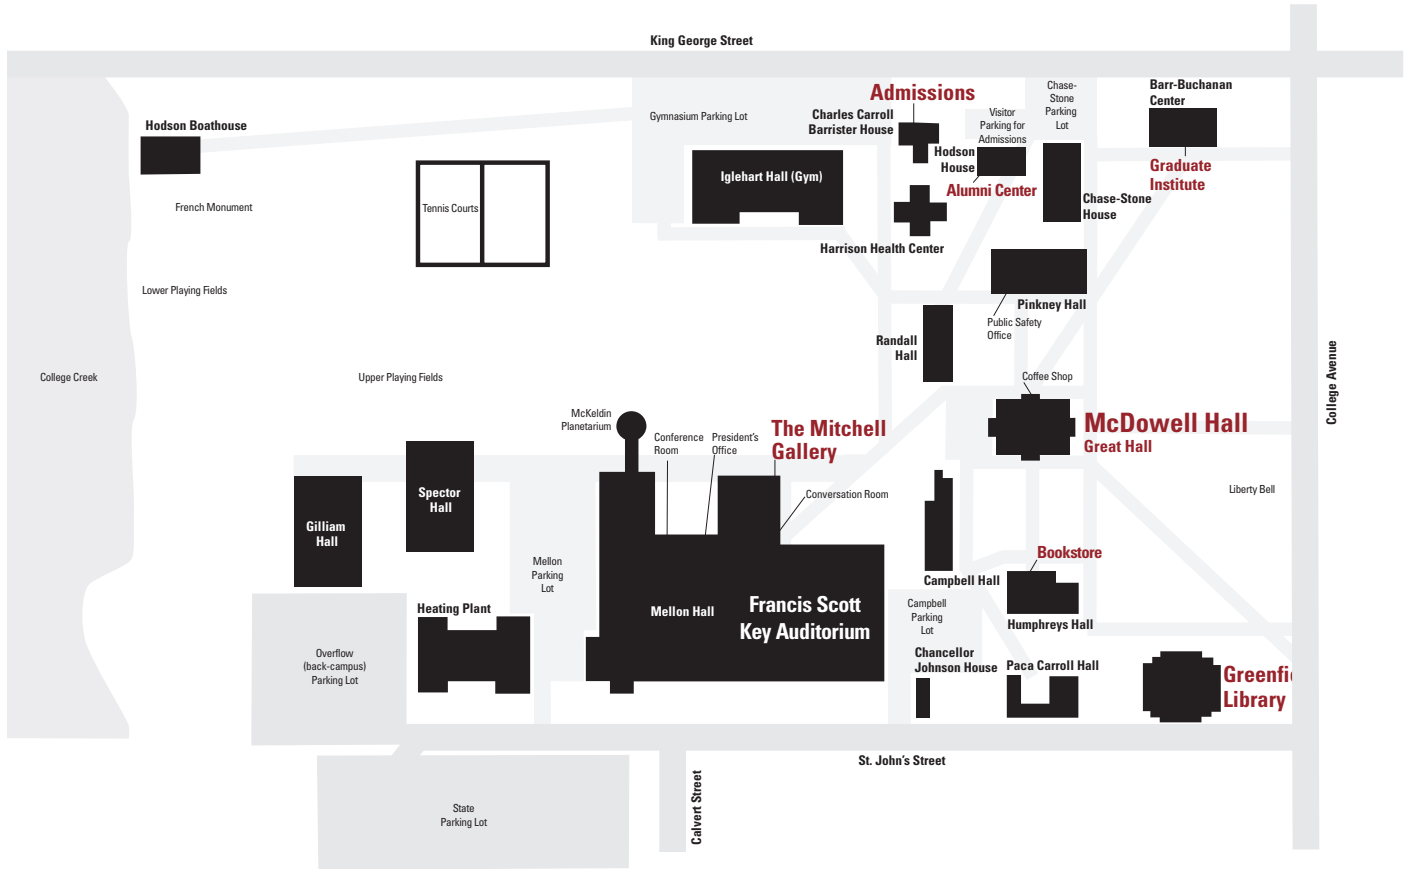 King George Street
Admissions
Charles Carroll
Barrister House
Gymnasium Parking Lot
Visitor
Parking for
Admissions
Chase-
Stone
Parking
Lot
Barr-Buchanan
Center
Hodson Boathouse
Hodson
House
Iglehart Hall (Gym)
Alumni Center
Graduate
Institute
Chase-Stone
House
French Monument
Tennis Courts
Harrison Health Center
Lower Playing Fields
Pinkney Hall
Public Safety
Office
Randall
Hall
College Avenue
College Creek
Upper Playing Fields
Coffee Shop
McKeldin
Planetarium
Conference
Room
President's
Office
The Mitchell
Gallery
McDowell Hall
Great Hall
Conversation Room
Liberty Bell
Spector
Hall
Gilliam
Hall
Mellon
Parking
Lot
Bookstore
Campbell Hall
Heating Plant
Mellon Hall
Francis Scott
Key Auditorium
Campbell
Parking
Lot
Humphreys Hall
Overflow
(back-campus)
Parking Lot
Chancellor
Johnson House
Paca Carroll Hall
Library
St. John's Street
Calvert Street
State
Parking Lot